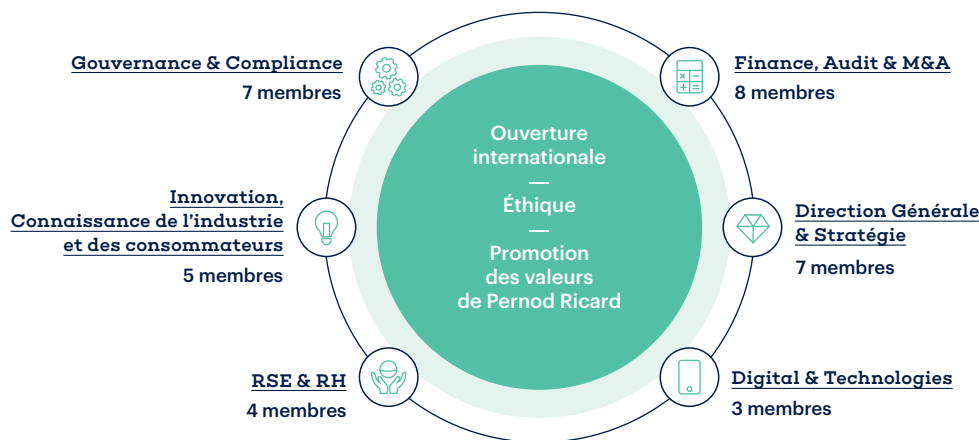 Gouvernance & Compliance
7 membres
Finance, Audit & M&A
8 membres
Ouverture
internationale
Éthique
Promotion
des valeurs
de Pernod Ricard
Innovation,
Connaissance de l'industrie
et des consommateurs
5 membres
Direction Générale
& Stratégie
7 membres
RSE & RH
4 membres
Digital & Technologies
3 membres